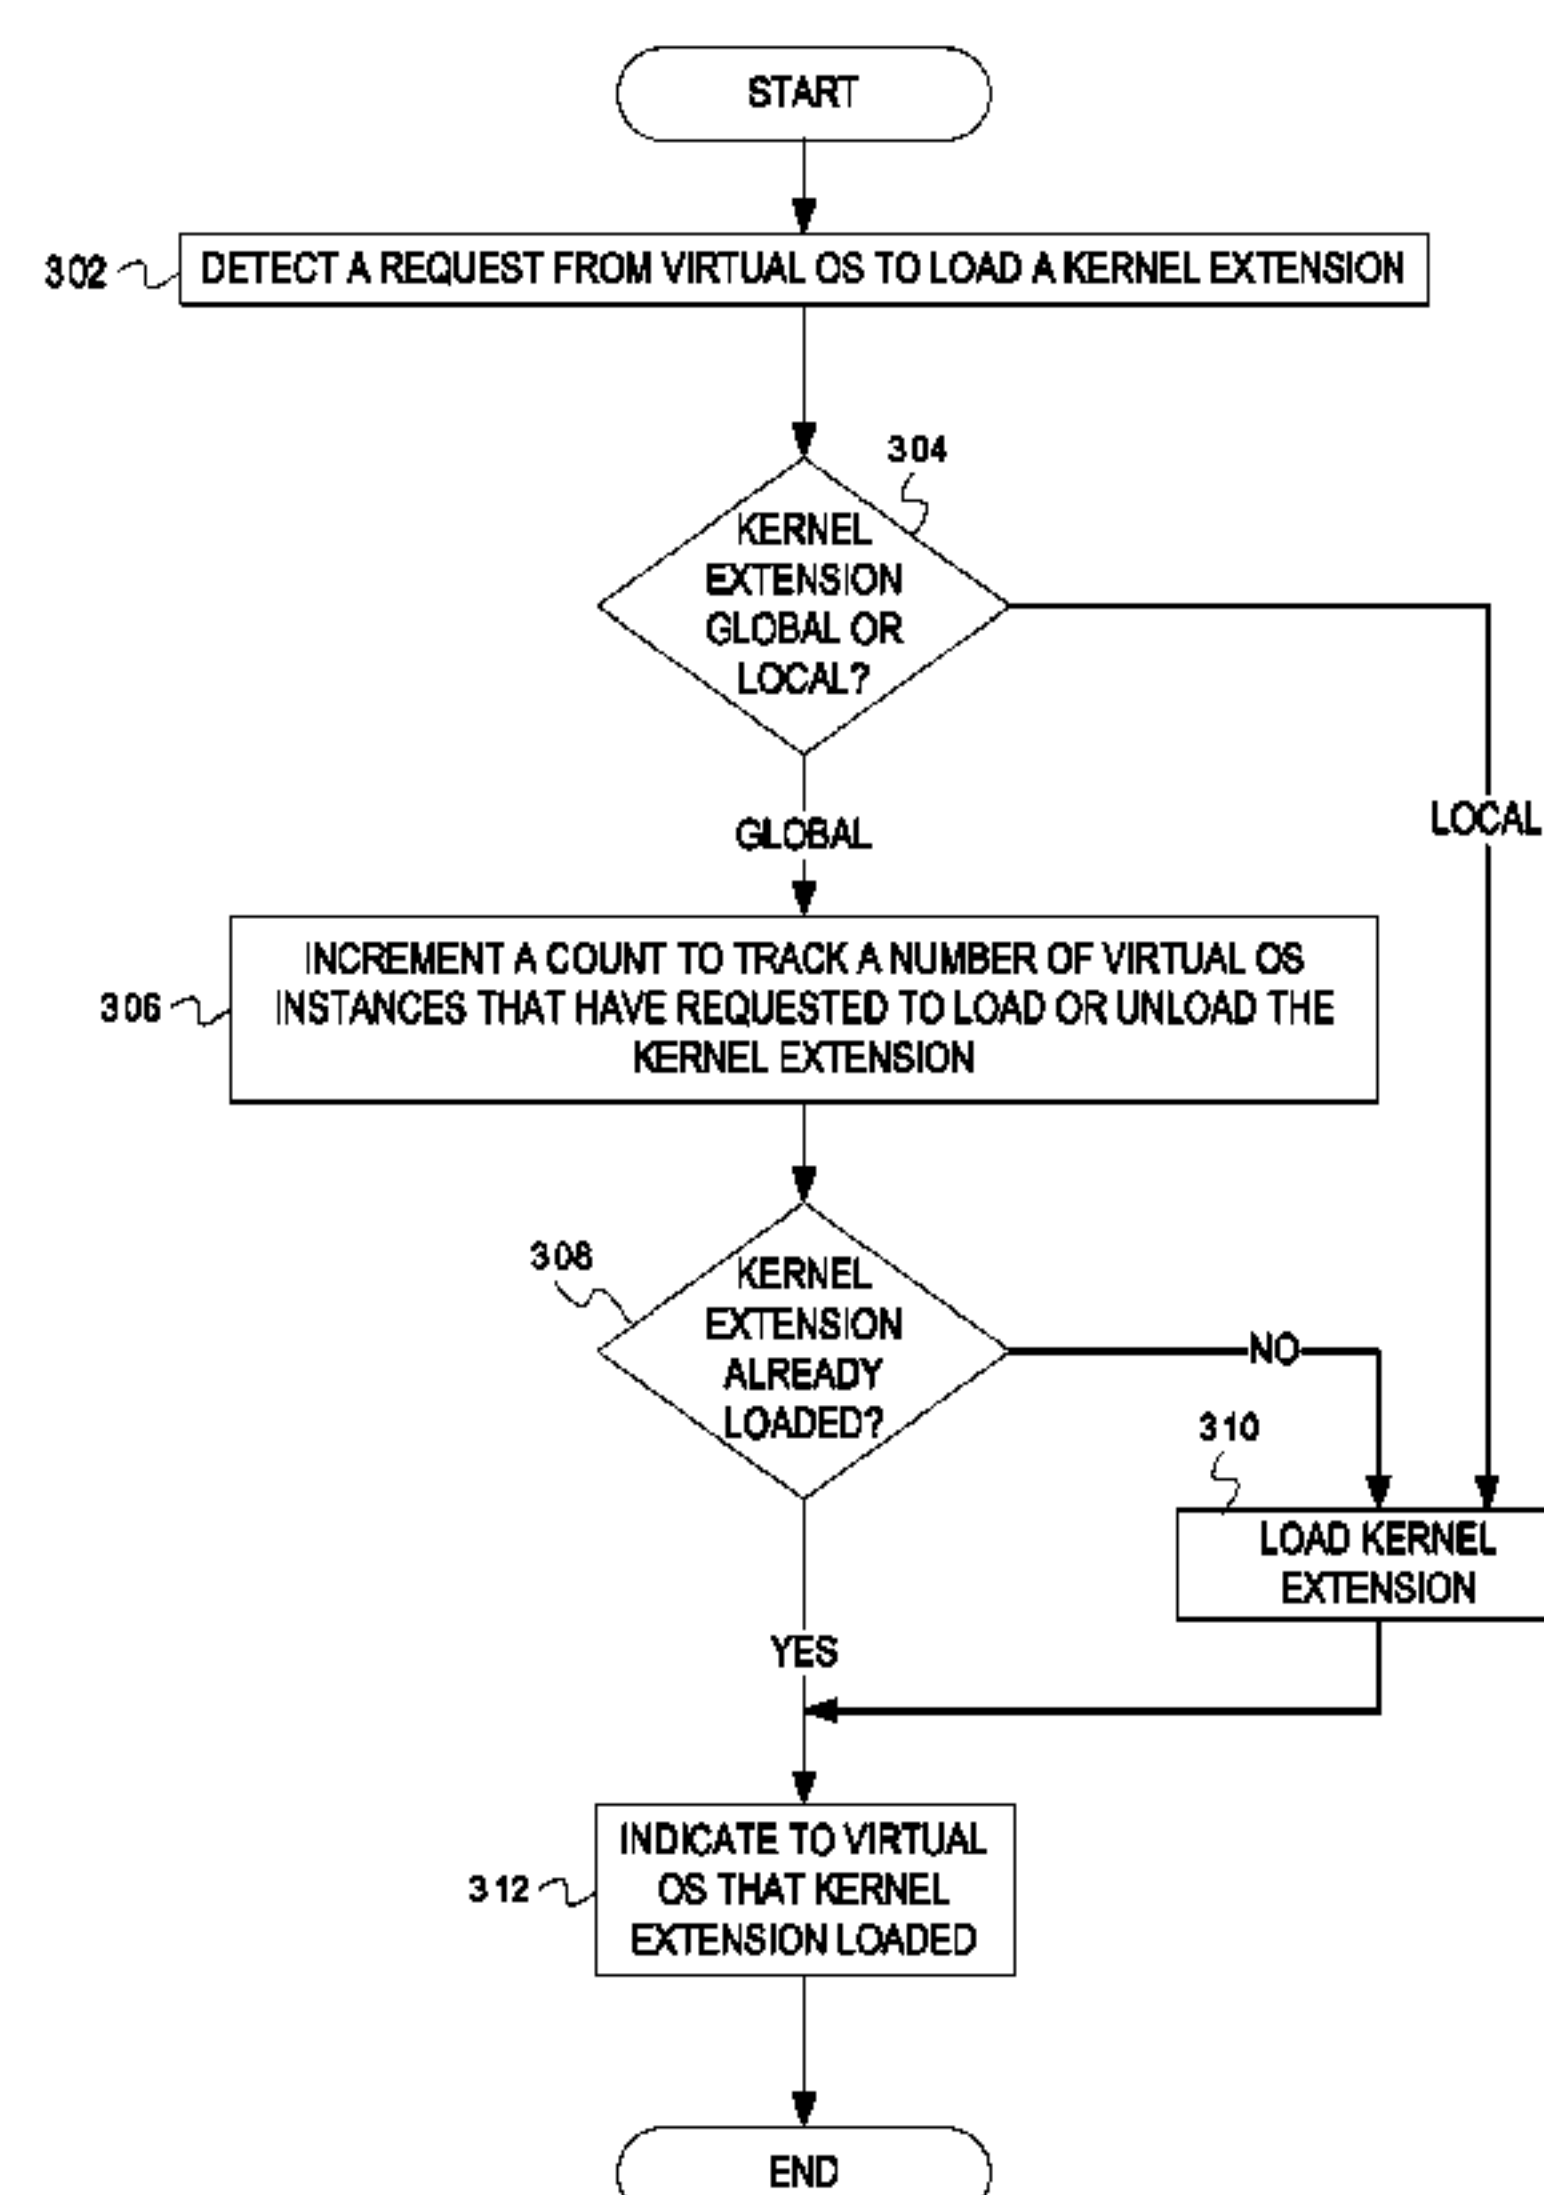 START
302
DETECT A REQUEST FROM VIRTUAL OS TO LOAD A KERNEL EXTENSION
304
KERNEL
EXTENSION
GLOBAL OR
LOCAL?
LOCAL
GLOBAL
306
INCREMENT A COUNT TO TRACK A NUMBER OF VIRTUAL OS
INSTANCES THAT HAVE REQUESTED TO LOAD OR UNLOAD THE
KERNEL EXTENSION
308
KERNEL
EXTENSION
ALREADY
LOADED?
NO
310
LOAD KERNEL
EXTENSION
YES
312
INDICATE TO VIRTUAL
OS THAT KERNEL
EXTENSION LOADED
END